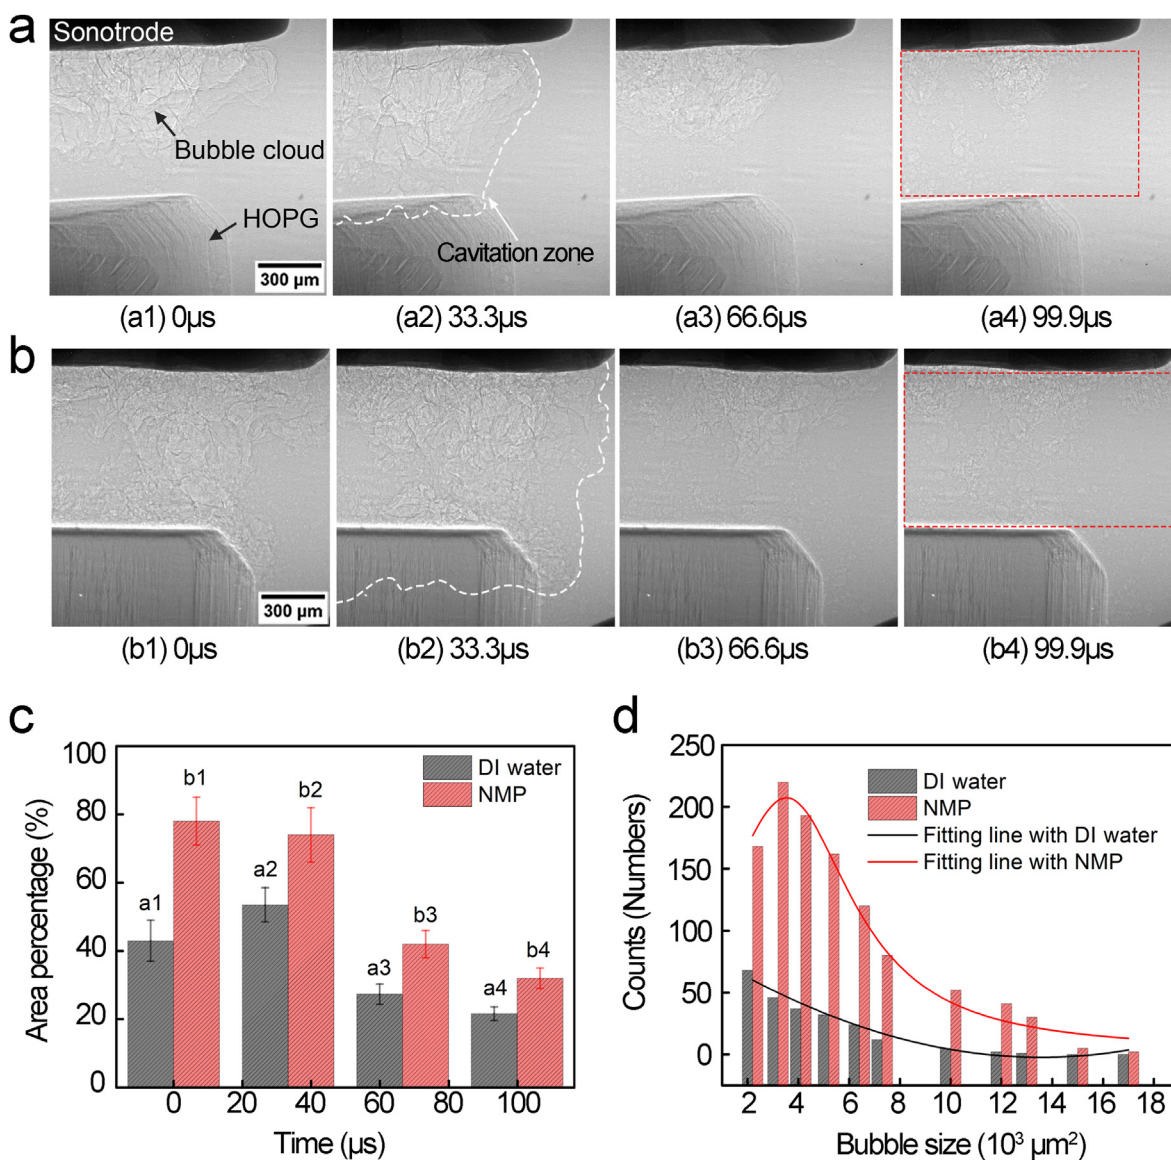 a
Sonotrode
Bubble cloud
HOPG
300 µm
Cavitation zone
(a1) 0µs
(a2) 33.3µs
(a3) 66.6µs
(a4) 99.9µs
b
300 µm
(b1) 0µs
(b2) 33.3µs
(b3) 66.6µs
(b4) 99.9µs
c
Area percentage (%)
100
80
60
40
20
0
DI water
NMP
a1
b1
a2
b2
a3
b3
a4
b4
0 20 40 60 80 100
Time (µs)
d
Counts (Numbers)
250
200
150
100
50
0
DI water
NMP
Fitting line with DI water
Fitting line with NMP
2 4 6 8 10 12 14 16 18
Bubble size (10³ µm²)